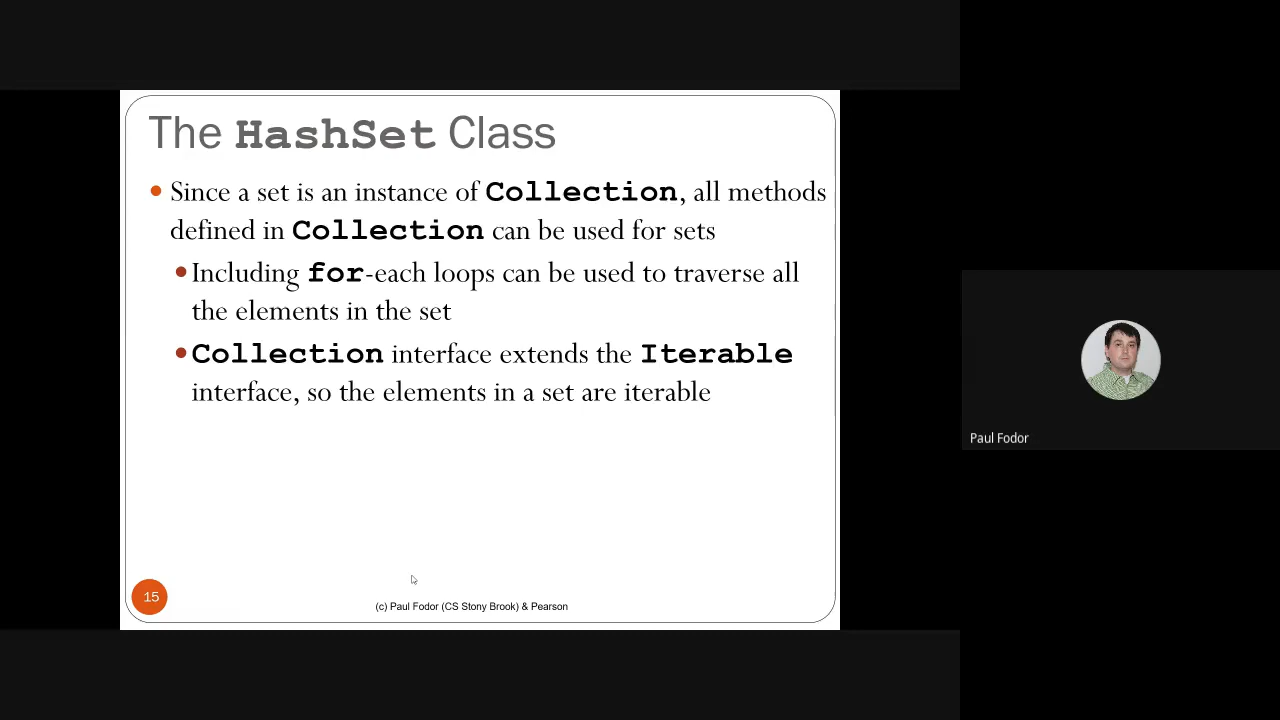 The HashSet Class
• Since a set is an instance of Collection, all methods
defined in Collection can be used for sets
• Including for-each loops can be used to traverse all
the elements in the set
• Collection interface extends the Iterable
interface, so the elements in a set are iterable
15
(c) Paul Fodor (CS Stony Brook) & Pearson
Paul Fodor